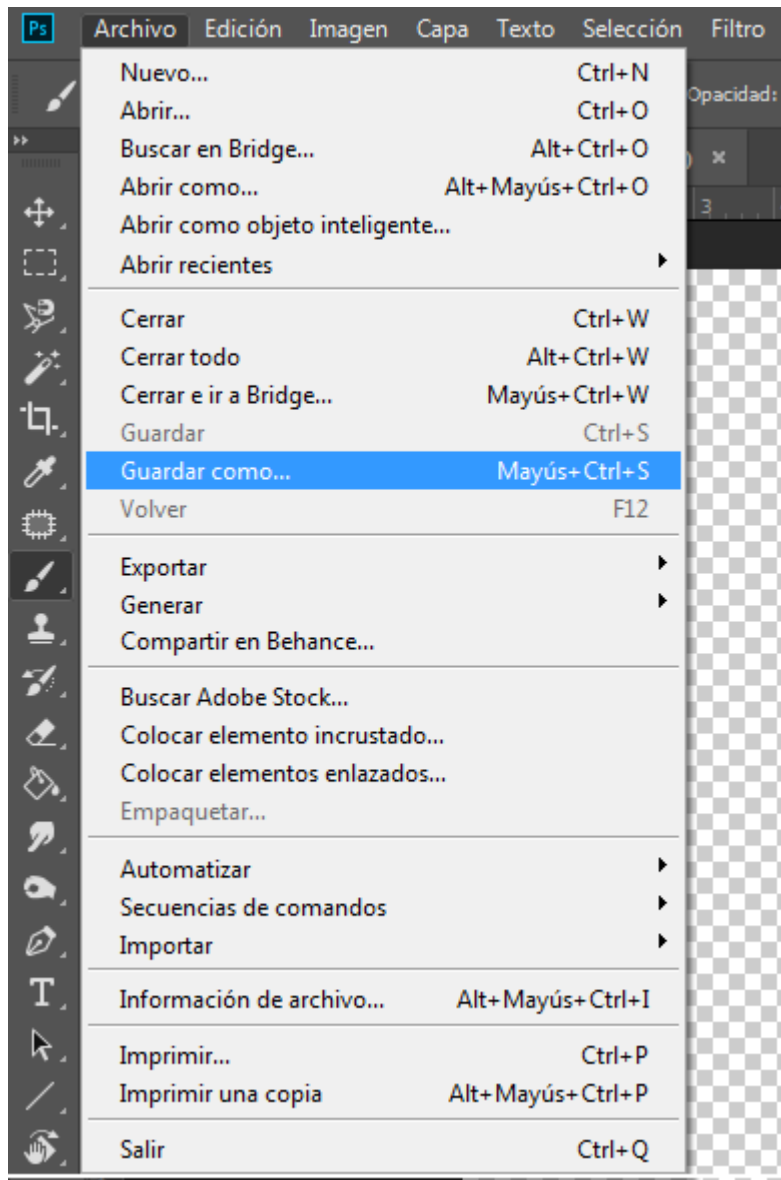 Ps Archivo Edición Imagen Capa Texto Selección Filtro
Opacidad:
Nuevo... Ctrl+N
Abrir... Ctrl+O
Buscar en Bridge... Alt+Ctrl+O
Abrir como... Alt+Mayús+Ctrl+O
3
Abrir como objeto inteligente...
Abrir recientes
Cerrar Ctrl+W
Cerrar todo Alt+Ctrl+W
Cerrar e ir a Bridge... Mayús+Ctrl+W
Guardar Ctrl+S
Guardar como... Mayús+Ctrl+S
Volver F12
Exportar
Generar
Compartir en Behance...
Buscar Adobe Stock...
Colocar elemento incrustado...
Colocar elementos enlazados...
Empaquetar...
Automatizar
Secuencias de comandos
Importar
Información de archivo... Alt+Mayús+Ctrl+I
Imprimir... Ctrl+P
Imprimir una copia Alt+Mayús+Ctrl+P
Salir Ctrl+Q